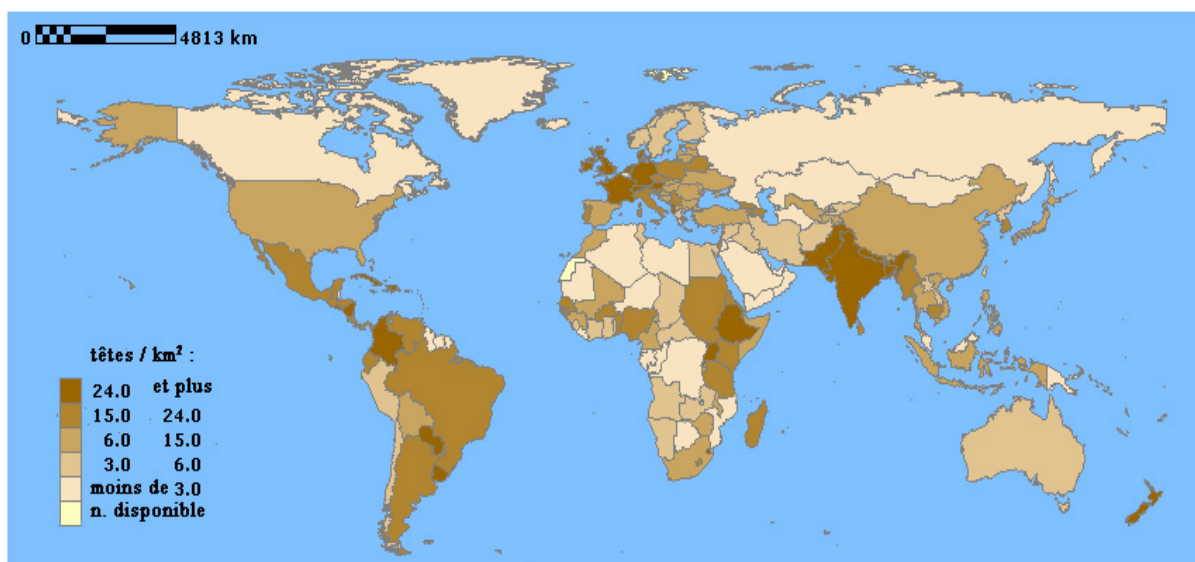 0 4813 km
têtes / km² :
24.0 et plus
15.0 24.0
6.0 15.0
3.0 6.0
moins de 3.0
n. disponible